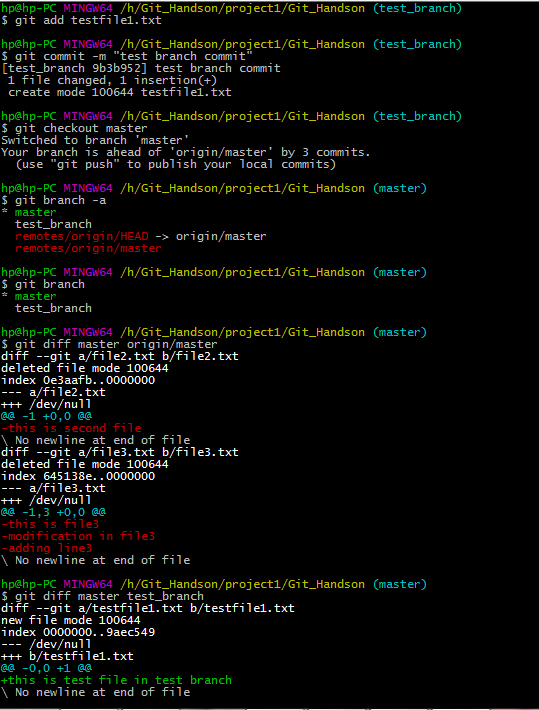 hp@hp-PC MINGW64 /h/Git_Handson/project1/Git_Handson (test_branch)
$ git add testfile1.txt
hp@hp-PC MINGW64 /h/Git_Handson/project1/Git_Handson (test_branch)
$ git commit -m "test branch commit"
[test_branch 9b3b952] test branch commit
 1 file changed, 1 insertion(+)
 create mode 100644 testfile1.txt
hp@hp-PC MINGW64 /h/Git_Handson/project1/Git_Handson (test_branch)
$ git checkout master
Switched to branch 'master'
Your branch is ahead of 'origin/master' by 3 commits.
  (use "git push" to publish your local commits)
hp@hp-PC MINGW64 /h/Git_Handson/project1/Git_Handson (master)
$ git branch -a
* master
  test_branch
  remotes/origin/HEAD -> origin/master
  remotes/origin/master
hp@hp-PC MINGW64 /h/Git_Handson/project1/Git_Handson (master)
$ git branch
* master
  test_branch
hp@hp-PC MINGW64 /h/Git_Handson/project1/Git_Handson (master)
$ git diff master origin/master
diff --git a/file2.txt b/file2.txt
deleted file mode 100644
index 0e3aafb..0000000
--- a/file2.txt
+++ /dev/null
@@ -1 +0,0 @@
-this is second file
\ No newline at end of file
diff --git a/file3.txt b/file3.txt
deleted file mode 100644
index 645138e..0000000
--- a/file3.txt
+++ /dev/null
@@ -1,3 +0,0 @@
-this is file3
-modification in file3
-adding line3
\ No newline at end of file
hp@hp-PC MINGW64 /h/Git_Handson/project1/Git_Handson (master)
$ git diff master test_branch
diff --git a/testfile1.txt b/testfile1.txt
new file mode 100644
index 0000000..9aec549
--- /dev/null
+++ b/testfile1.txt
@@ -0,0 +1 @@
+this is test file in test branch
\ No newline at end of file